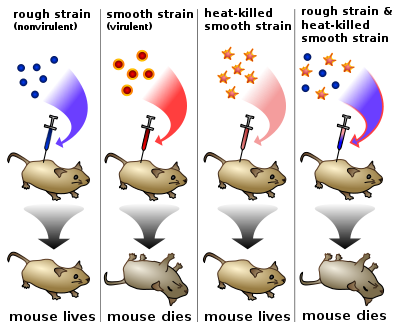 rough strain
(nonvirulent)
smooth strain
(virulent)
heat-killed
smooth strain
rough strain &
heat-killed
smooth strain
mouse lives
mouse dies
mouse lives
mouse dies